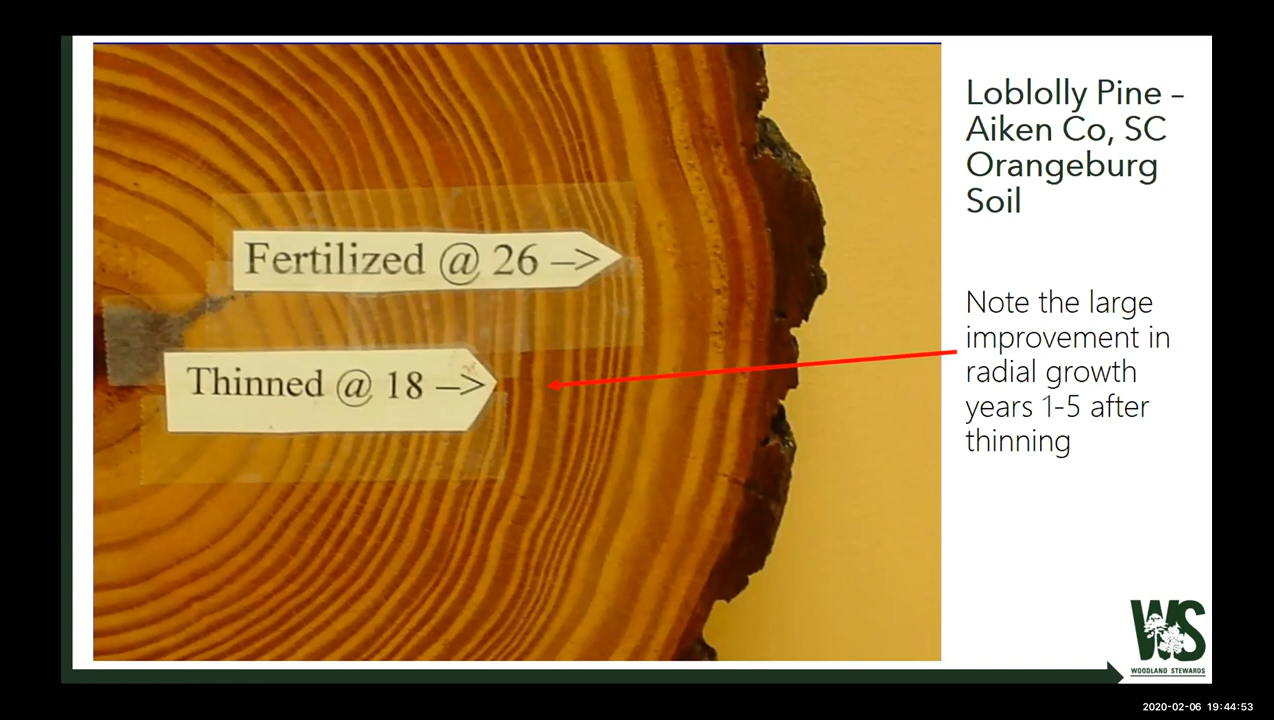 Loblolly Pine –
Aiken Co, SC
Orangeburg
Soil
Fertilized @ 26 –>
Thinned @ 18 –>
Note the large
improvement in
radial growth
years 1-5 after
thinning
WS
WOODLAND STEWARDS
2020-02-06 19:44:53